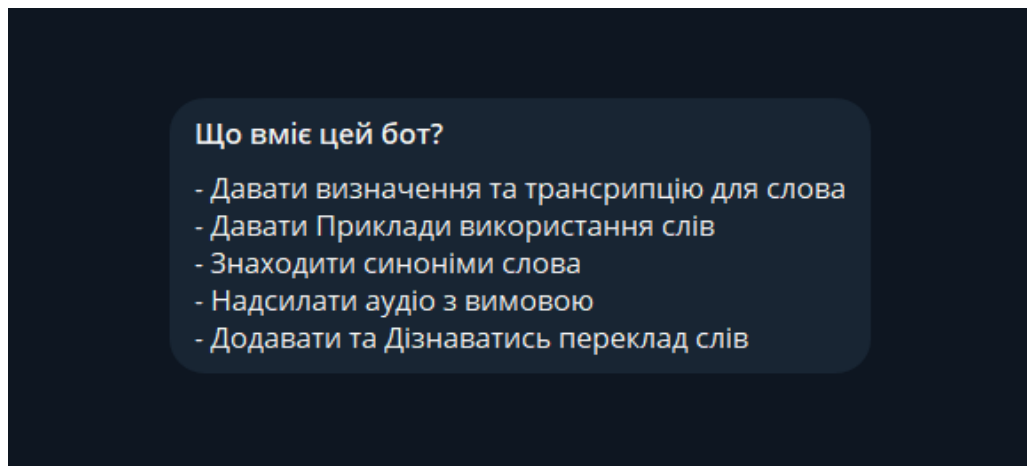 Що вміє цей бот?
- Давати визначення та трансрипцію для слова
- Давати Приклади використання слів
- Знаходити синоніми слова
- Надсилати аудіо з вимовою
- Додавати та Дізнаватись переклад слів